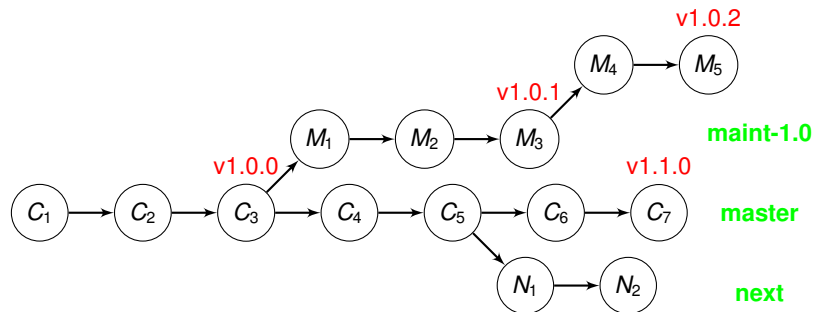 v1.0.2
M4 M5
v1.0.1
M1 M2 M3 maint-1.0
v1.0.0 v1.1.0
C1 C2 C3 C4 C5 C6 C7 master
N1 N2 next